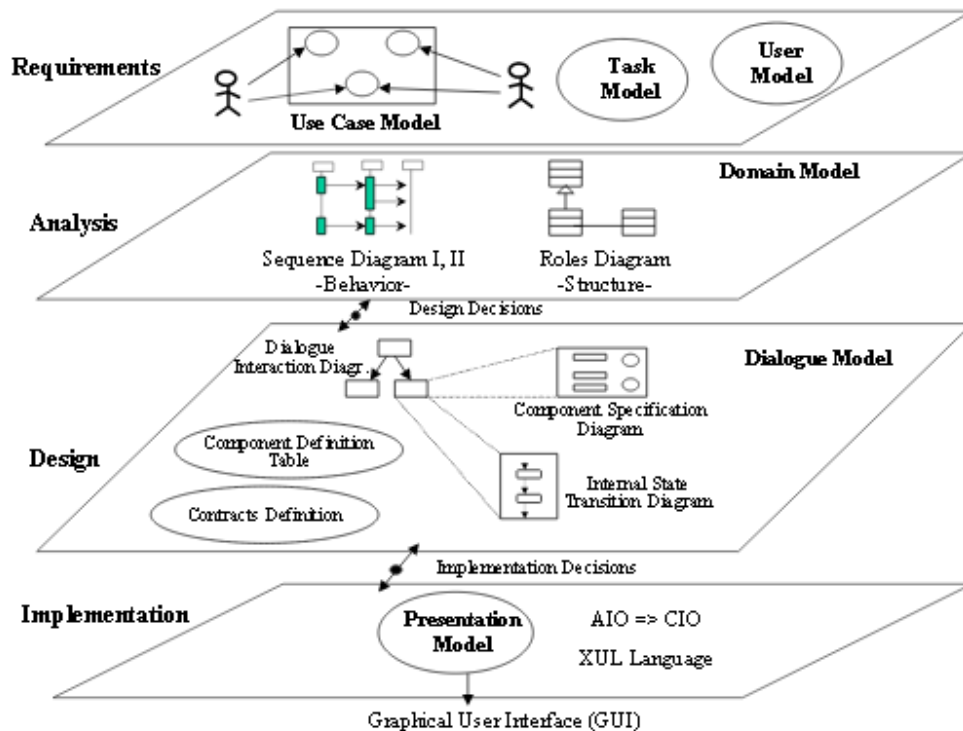 Requirements
Use Case Model
Task
Model
User
Model
Analysis
Domain Model
Sequence Diagram I, II
-Behavior-
Roles Diagram
-Structure-
Design Decisions
Design
Dialogue Model
Dialogue
Interaction Diagr.
Component Specification
Diagram
Component Definition
Table
Internal State
Transition Diagram
Contracts Definition
Implementation Decisions
Implementation
Presentation
Model
AIO => CIO
XUL Language
Graphical User Interface (GUI)